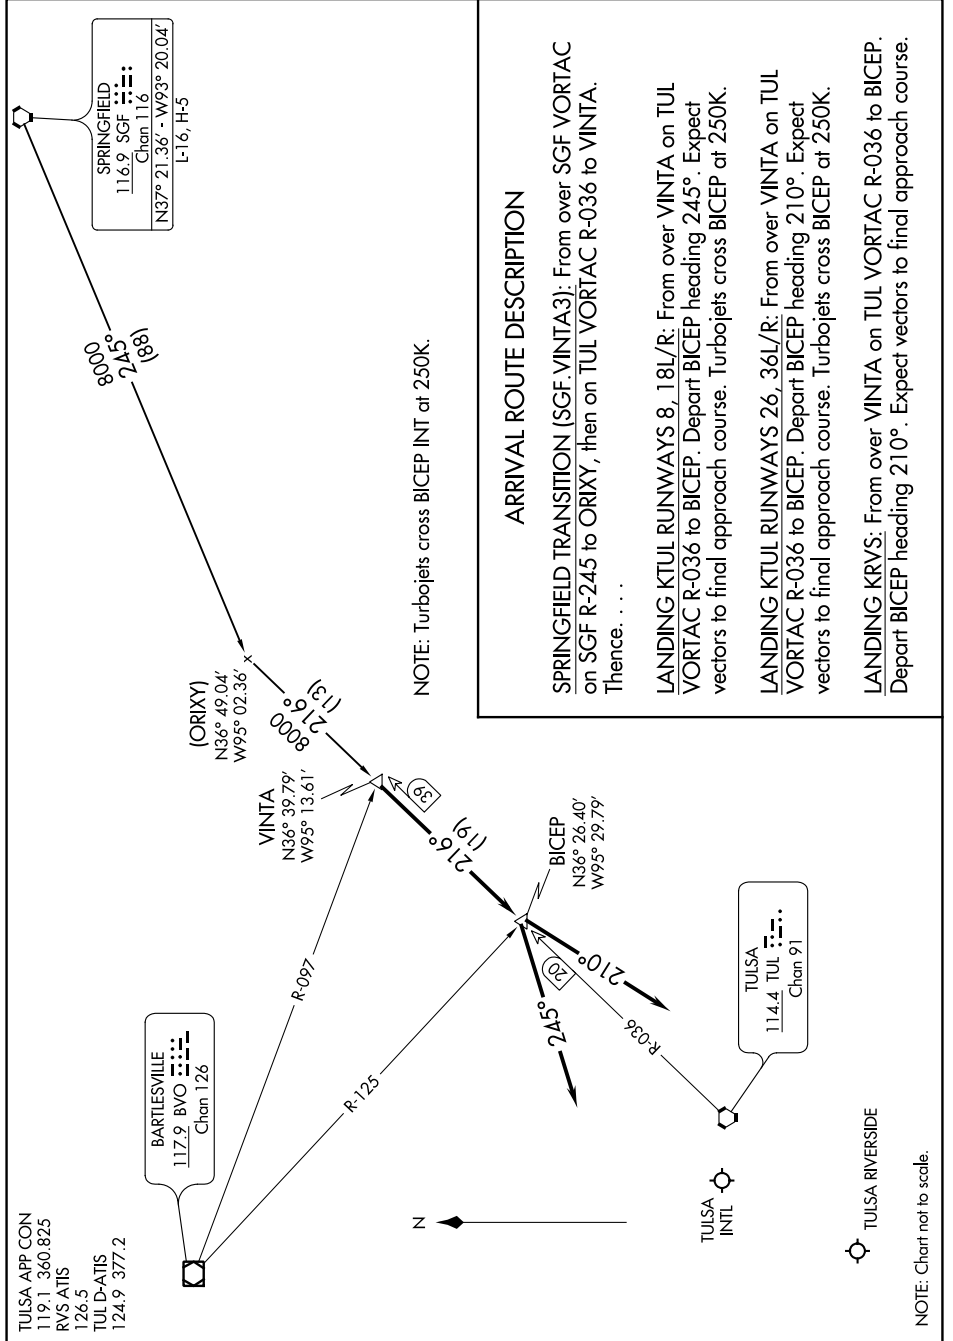 TULSA APP CON
119.1 360.825
RVS ATIS
126.5
TUL D-ATIS
124.9 377.2
BARTLESVILLE
117.9 BVO
Chan 126
SPRINGFIELD
116.9 SGF
Chan 116
N37° 21.36' - W93° 20.04'
L-16, H-5
8000
245°
(88)
(ORIXY)
N36° 49.04'
W95° 02.36'
8000
216°
(13)
VINTA
N36° 39.79'
W95° 13.61'
39
R-097
216°
(19)
R-125
BICEP
N36° 26.40'
W95° 29.79'
20
245°
210°
R-036
TULSA
114.4 TUL
Chan 91
N
TULSA
INTL
TULSA RIVERSIDE
NOTE: Chart not to scale.
NOTE: Turbojets cross BICEP INT at 250K.
ARRIVAL ROUTE DESCRIPTION
SPRINGFIELD TRANSITION (SGF.VINTA3): From over SGF VORTAC
on SGF R-245 to ORIXY, then on TUL VORTAC R-036 to VINTA.
Thence. . . .
LANDING KTUL RUNWAYS 8, 18L/R: From over VINTA on TUL
VORTAC R-036 to BICEP. Depart BICEP heading 245°. Expect
vectors to final approach course. Turbojets cross BICEP at 250K.
LANDING KTUL RUNWAYS 26, 36L/R: From over VINTA on TUL
VORTAC R-036 to BICEP. Depart BICEP heading 210°. Expect
vectors to final approach course. Turbojets cross BICEP at 250K.
LANDING KRVS: From over VINTA on TUL VORTAC R-036 to BICEP.
Depart BICEP heading 210°. Expect vectors to final approach course.